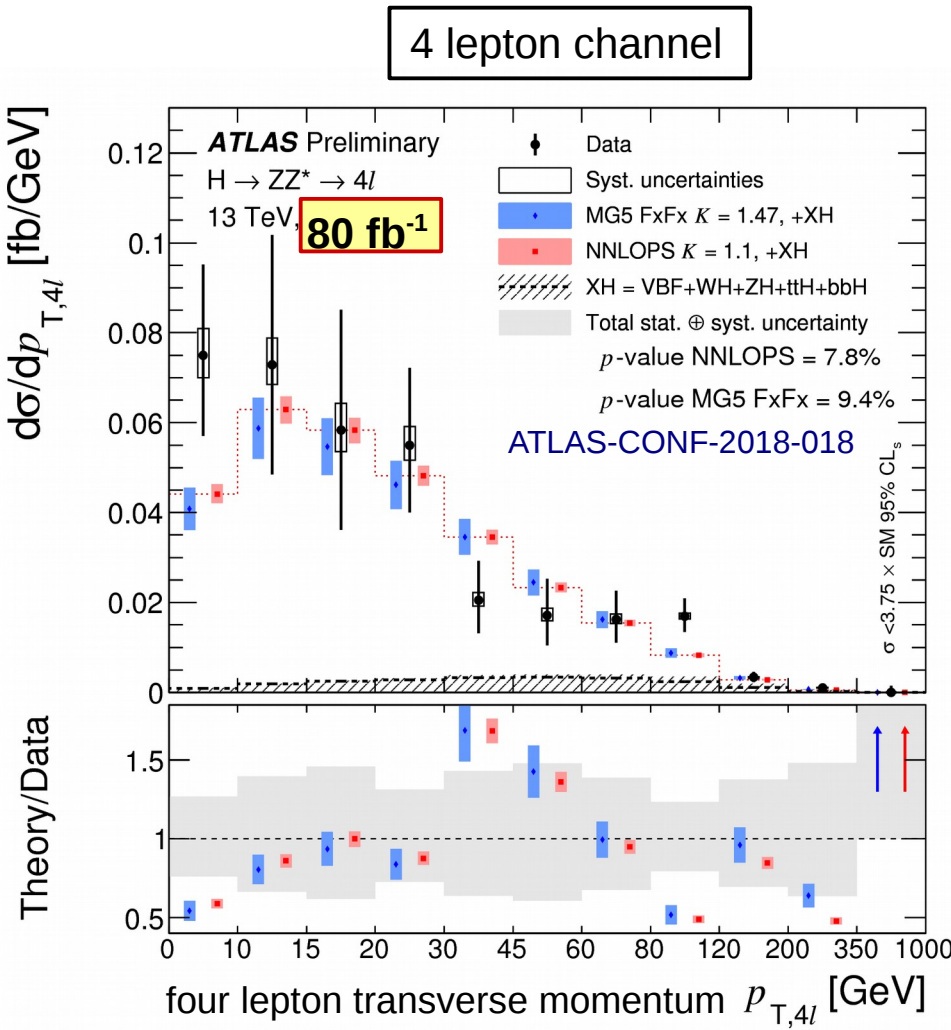 4 lepton channel
dσ/dp_T,4l [fb/GeV]
0.12
0.1
0.08
0.06
0.04
0.02
0
ATLAS Preliminary
H → ZZ* → 4l
13 TeV, 80 fb⁻¹
Data
Syst. uncertainties
MG5 FxFx K = 1.47, +XH
NNLOPS K = 1.1, +XH
XH = VBF+WH+ZH+ttH+bbH
Total stat. ⊕ syst. uncertainty
p-value NNLOPS = 7.8%
p-value MG5 FxFx = 9.4%
ATLAS-CONF-2018-018
σ <3.75 × SM 95% CL_s
Theory/Data
1.5
1
0.5
0 10 15 20 30 45 60 80 120 200 350 1000
four lepton transverse momentum p_T,4l [GeV]